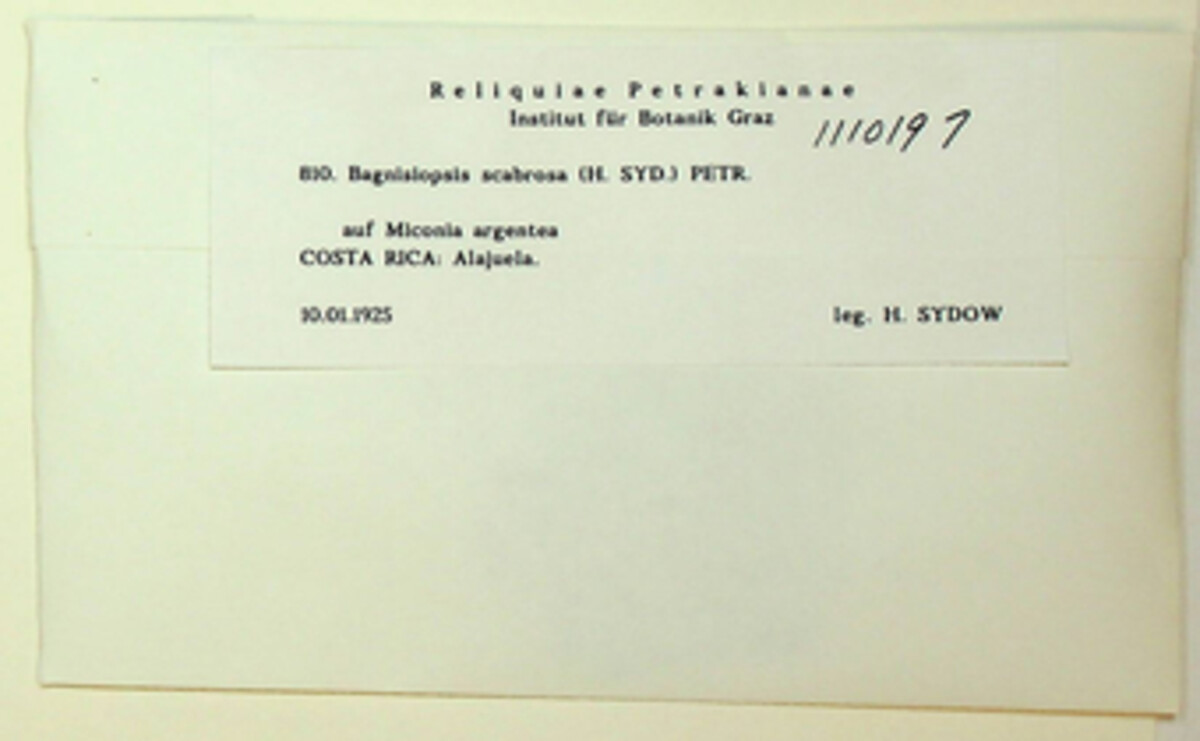 Reliquiae Petrakianae
Institut für Botanik Graz
1110197
810. Bagnisiopsis scabrosa (H. SYD.) PETR.
auf Miconia argentea
COSTA RICA: Alajuela.
10.01.1925 leg. H. SYDOW